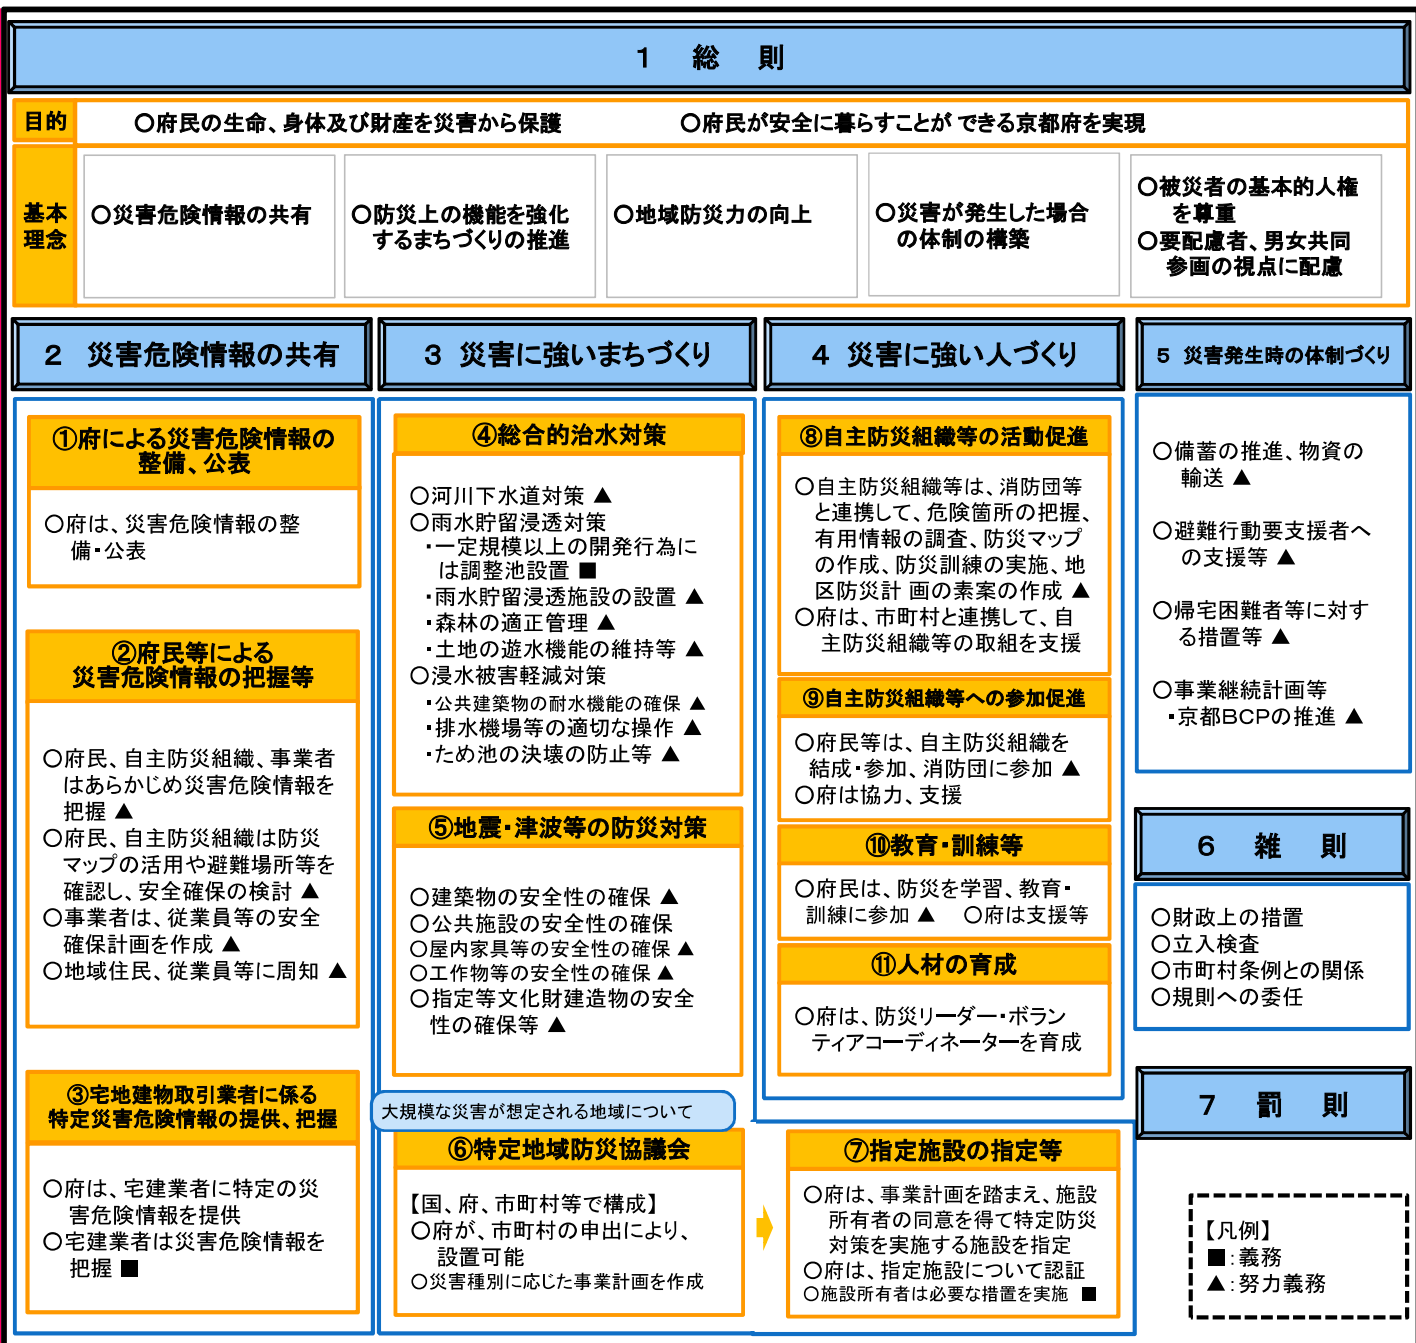 1 総 則
目的
○府民の生命、身体及び財産を災害から保護
○府民が安全に暮らすことが できる京都府を実現
基本
理念
○災害危険情報の共有
○防災上の機能を強化
するまちづくりの推進
○地域防災力の向上
○災害が発生した場合
の体制の構築
○被災者の基本的人権
を尊重
○要配慮者、男女共同
参画の視点に配慮
2 災害危険情報の共有
①府による災害危険情報の
整備、公表
○府は、災害危険情報の整
備・公表
②府民等による
災害危険情報の把握等
○府民、自主防災組織、事業者
はあらかじめ災害危険情報を
把握 ▲
○府民、自主防災組織は防災
マップの活用や避難場所等を
確認し、安全確保の検討 ▲
○事業者は、従業員等の安全
確保計画を作成 ▲
○地域住民、従業員等に周知 ▲
③宅地建物取引業者に係る
特定災害危険情報の提供、把握
○府は、宅建業者に特定の災
害危険情報を提供
○宅建業者は災害危険情報を
把握 ■
3 災害に強いまちづくり
④総合的治水対策
○河川下水道対策 ▲
○雨水貯留浸透対策
・一定規模以上の開発行為に
は調整池設置 ■
・雨水貯留浸透施設の設置 ▲
・森林の適正管理 ▲
・土地の遊水機能の維持等 ▲
○浸水被害軽減対策
・公共建築物の耐水機能の確保 ▲
・排水機場等の適切な操作 ▲
・ため池の決壊の防止等 ▲
⑤地震・津波等の防災対策
○建築物の安全性の確保 ▲
○公共施設の安全性の確保
○屋内家具等の安全性の確保 ▲
○工作物等の安全性の確保 ▲
○指定等文化財建造物の安全
性の確保等 ▲
大規模な災害が想定される地域について
⑥特定地域防災協議会
【国、府、市町村等で構成】
○府が、市町村の申出により、
設置可能
○災害種別に応じた事業計画を作成
⑦指定施設の指定等
○府は、事業計画を踏まえ、施設
所有者の同意を得て特定防災
対策を実施する施設を指定
○府は、指定施設について認証
○施設所有者は必要な措置を実施 ■
4 災害に強い人づくり
⑧自主防災組織等の活動促進
○自主防災組織等は、消防団等
と連携して、危険箇所の把握、
有用情報の調査、防災マップ
の作成、防災訓練の実施、地
区防災計 画の素案の作成 ▲
○府は、市町村と連携して、自
主防災組織等の取組を支援
⑨自主防災組織等への参加促進
○府民等は、自主防災組織を
結成・参加、消防団に参加 ▲
○府は協力、支援
⑩教育・訓練等
○府民は、防災を学習、教育・
訓練に参加 ▲ ○府は支援等
⑪人材の育成
○府は、防災リーダー・ボラン
ティアコーディネーターを育成
5 災害発生時の体制づくり
○備蓄の推進、物資の
輸送 ▲
○避難行動要支援者へ
の支援等 ▲
○帰宅困難者等に対す
る措置等 ▲
○事業継続計画等
・京都BCPの推進 ▲
6 雑 則
○財政上の措置
○立入検査
○市町村条例との関係
○規則への委任
7 罰 則
【凡例】
■：義務
▲：努力義務